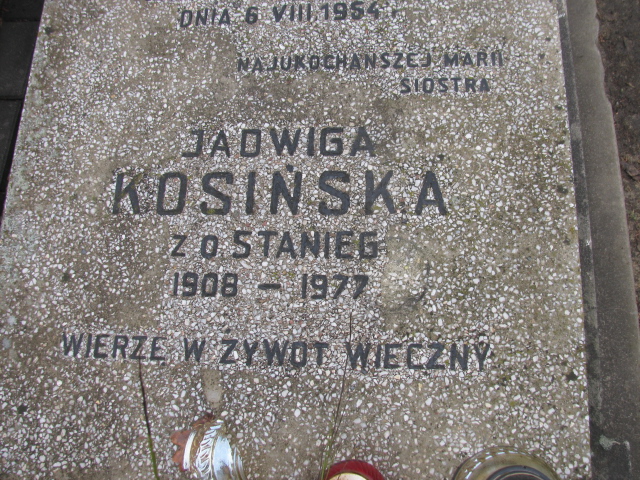 DNIA 6 VIII 1954 r
NAJUKOCHAŃSZEJ MARII
SIOSTRA
JADWIGA
KOSIŃSKA
Z D. STANIEG
1908 – 1977
WIERZĘ W ŻYWOT WIECZNY